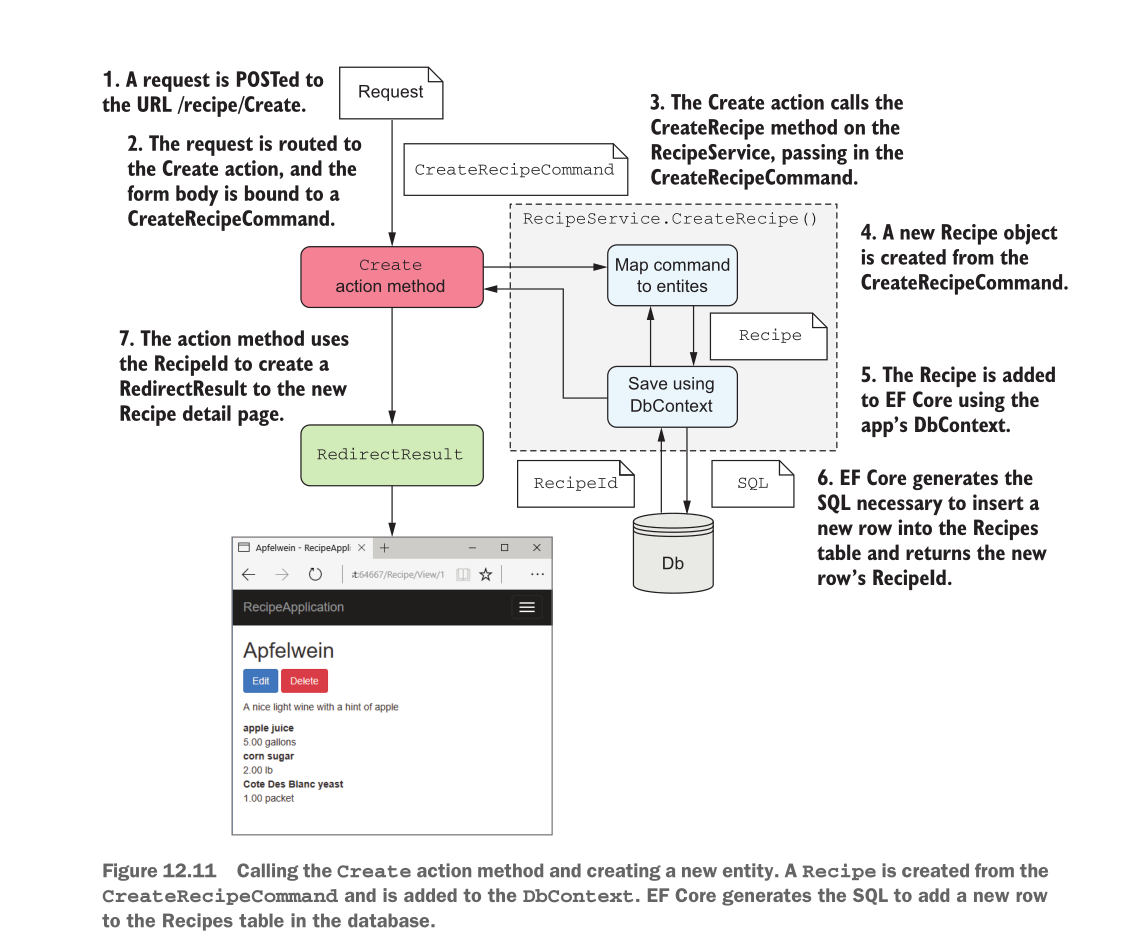 1. A request is POSTed to
the URL /recipe/Create.
Request
2. The request is routed to
the Create action, and the
form body is bound to a
CreateRecipeCommand.
CreateRecipeCommand
3. The Create action calls the
CreateRecipe method on the
RecipeService, passing in the
CreateRecipeCommand.
RecipeService.CreateRecipe()
Create
action method
Map command
to entites
4. A new Recipe object
is created from the
CreateRecipeCommand.
Recipe
7. The action method uses
the RecipeId to create a
RedirectResult to the new
Recipe detail page.
Save using
DbContext
5. The Recipe is added
to EF Core using the
app's DbContext.
RedirectResult
RecipeId
SQL
6. EF Core generates the
SQL necessary to insert a
new row into the Recipes
table and returns the new
row's RecipeId.
Db
Apfelwein - RecipeAppli
:64667/Recipe/View/1
RecipeApplication
Apfelwein
Edit Delete
A nice light wine with a hint of apple
apple juice
5.00 gallons
corn sugar
2.00 lb
Cote Des Blanc yeast
1.00 packet
Figure 12.11 Calling the Create action method and creating a new entity. A Recipe is created from the
CreateRecipeCommand and is added to the DbContext. EF Core generates the SQL to add a new row
to the Recipes table in the database.